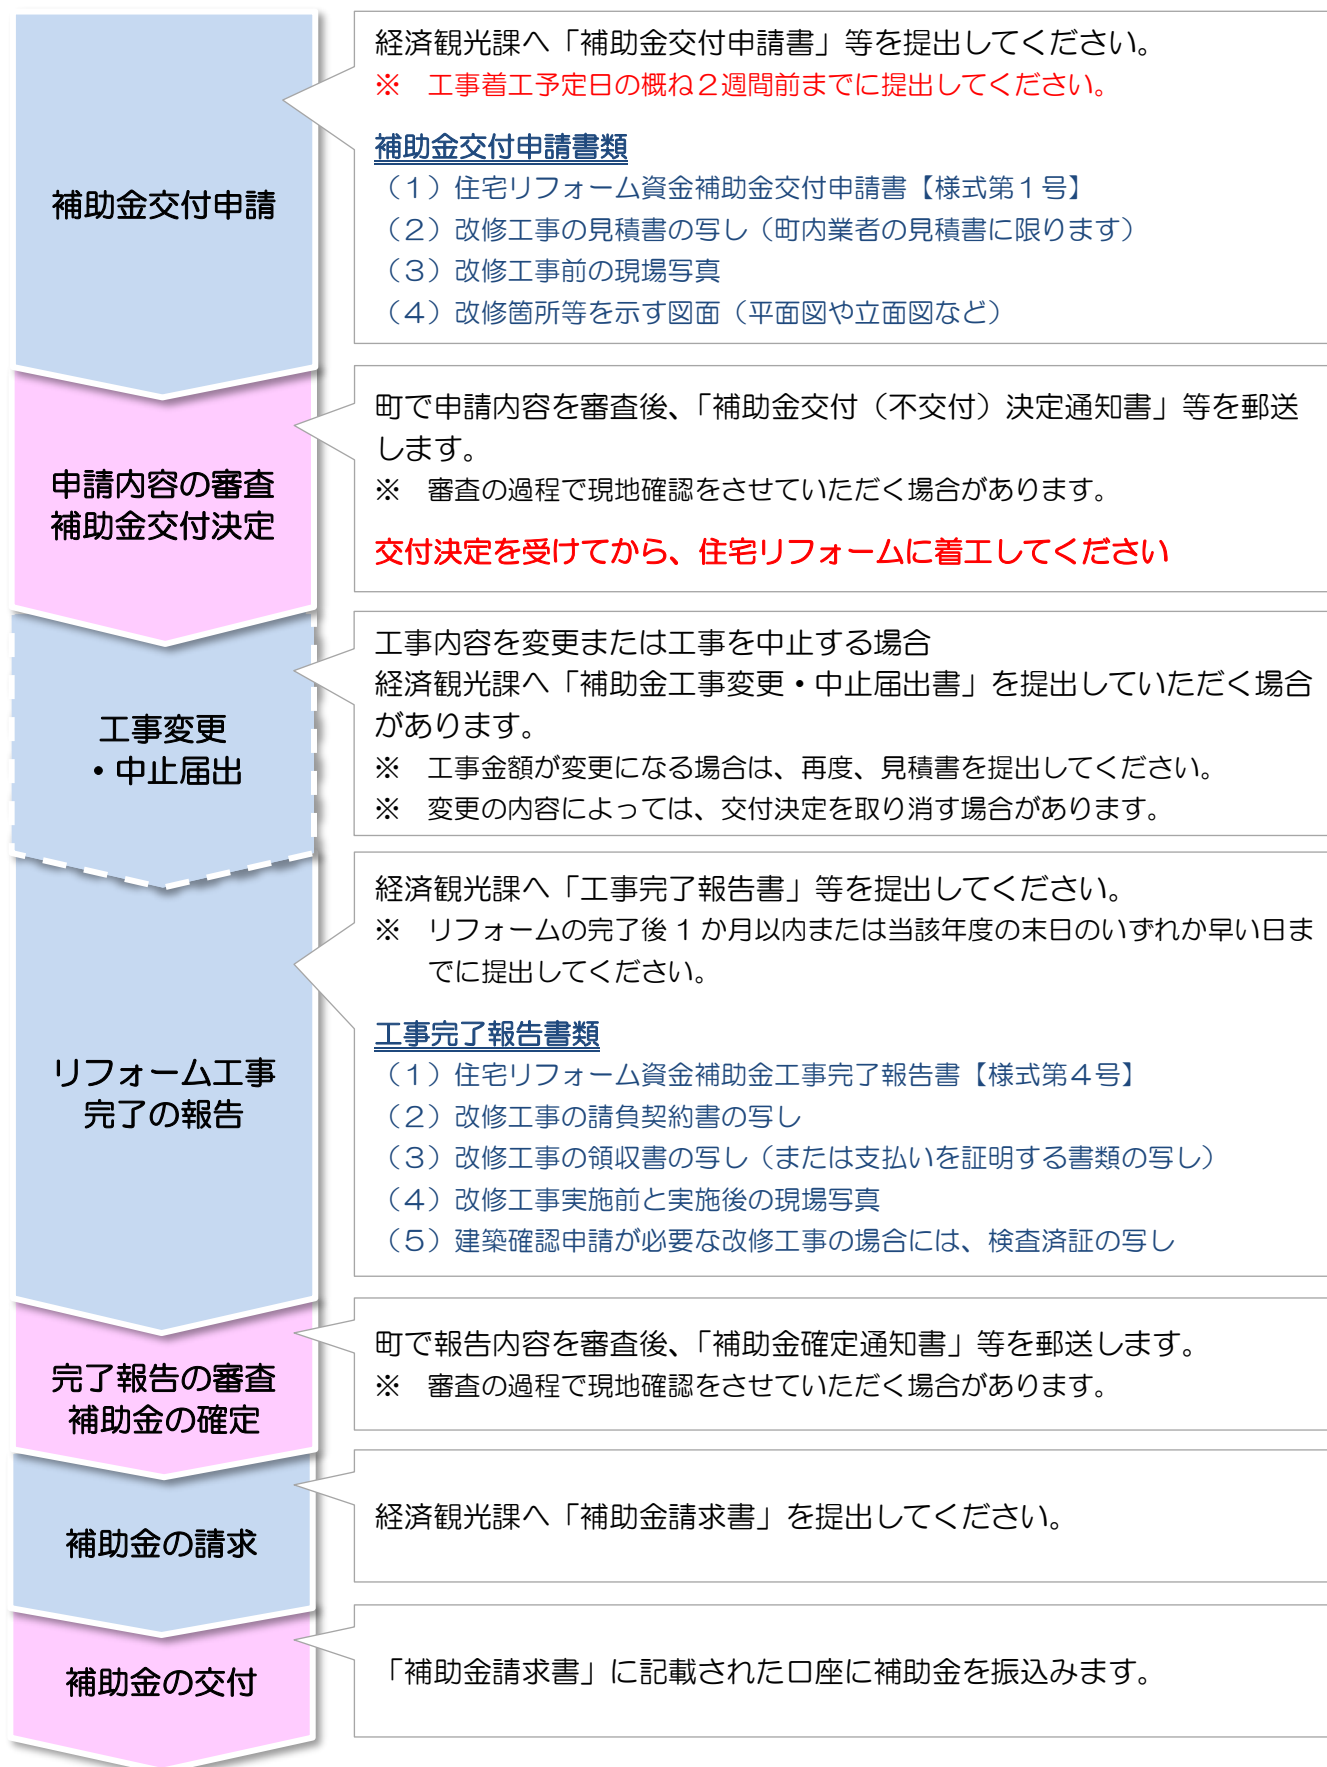 補助金交付申請
経済観光課へ「補助金交付申請書」等を提出してください。
※　工事着工予定日の概ね２週間前までに提出してください。
補助金交付申請書類
（１）住宅リフォーム資金補助金交付申請書【様式第１号】
（２）改修工事の見積書の写し（町内業者の見積書に限ります）
（３）改修工事前の現場写真
（４）改修箇所等を示す図面（平面図や立面図など）
申請内容の審査
補助金交付決定
町で申請内容を審査後、「補助金交付（不交付）決定通知書」等を郵送
します。
※　審査の過程で現地確認をさせていただく場合があります。
交付決定を受けてから、住宅リフォームに着工してください
工事変更
・中止届出
工事内容を変更または工事を中止する場合
経済観光課へ「補助金工事変更・中止届出書」を提出していただく場合
があります。
※　工事金額が変更になる場合は、再度、見積書を提出してください。
※　変更の内容によっては、交付決定を取り消す場合があります。
リフォーム工事
完了の報告
経済観光課へ「工事完了報告書」等を提出してください。
※　リフォームの完了後１か月以内または当該年度の末日のいずれか早い日ま
でに提出してください。
工事完了報告書類
（１）住宅リフォーム資金補助金工事完了報告書【様式第４号】
（２）改修工事の請負契約書の写し
（３）改修工事の領収書の写し（または支払いを証明する書類の写し）
（４）改修工事実施前と実施後の現場写真
（５）建築確認申請が必要な改修工事の場合には、検査済証の写し
完了報告の審査
補助金の確定
町で報告内容を審査後、「補助金確定通知書」等を郵送します。
※　審査の過程で現地確認をさせていただく場合があります。
補助金の請求
経済観光課へ「補助金請求書」を提出してください。
補助金の交付
「補助金請求書」に記載された口座に補助金を振込みます。